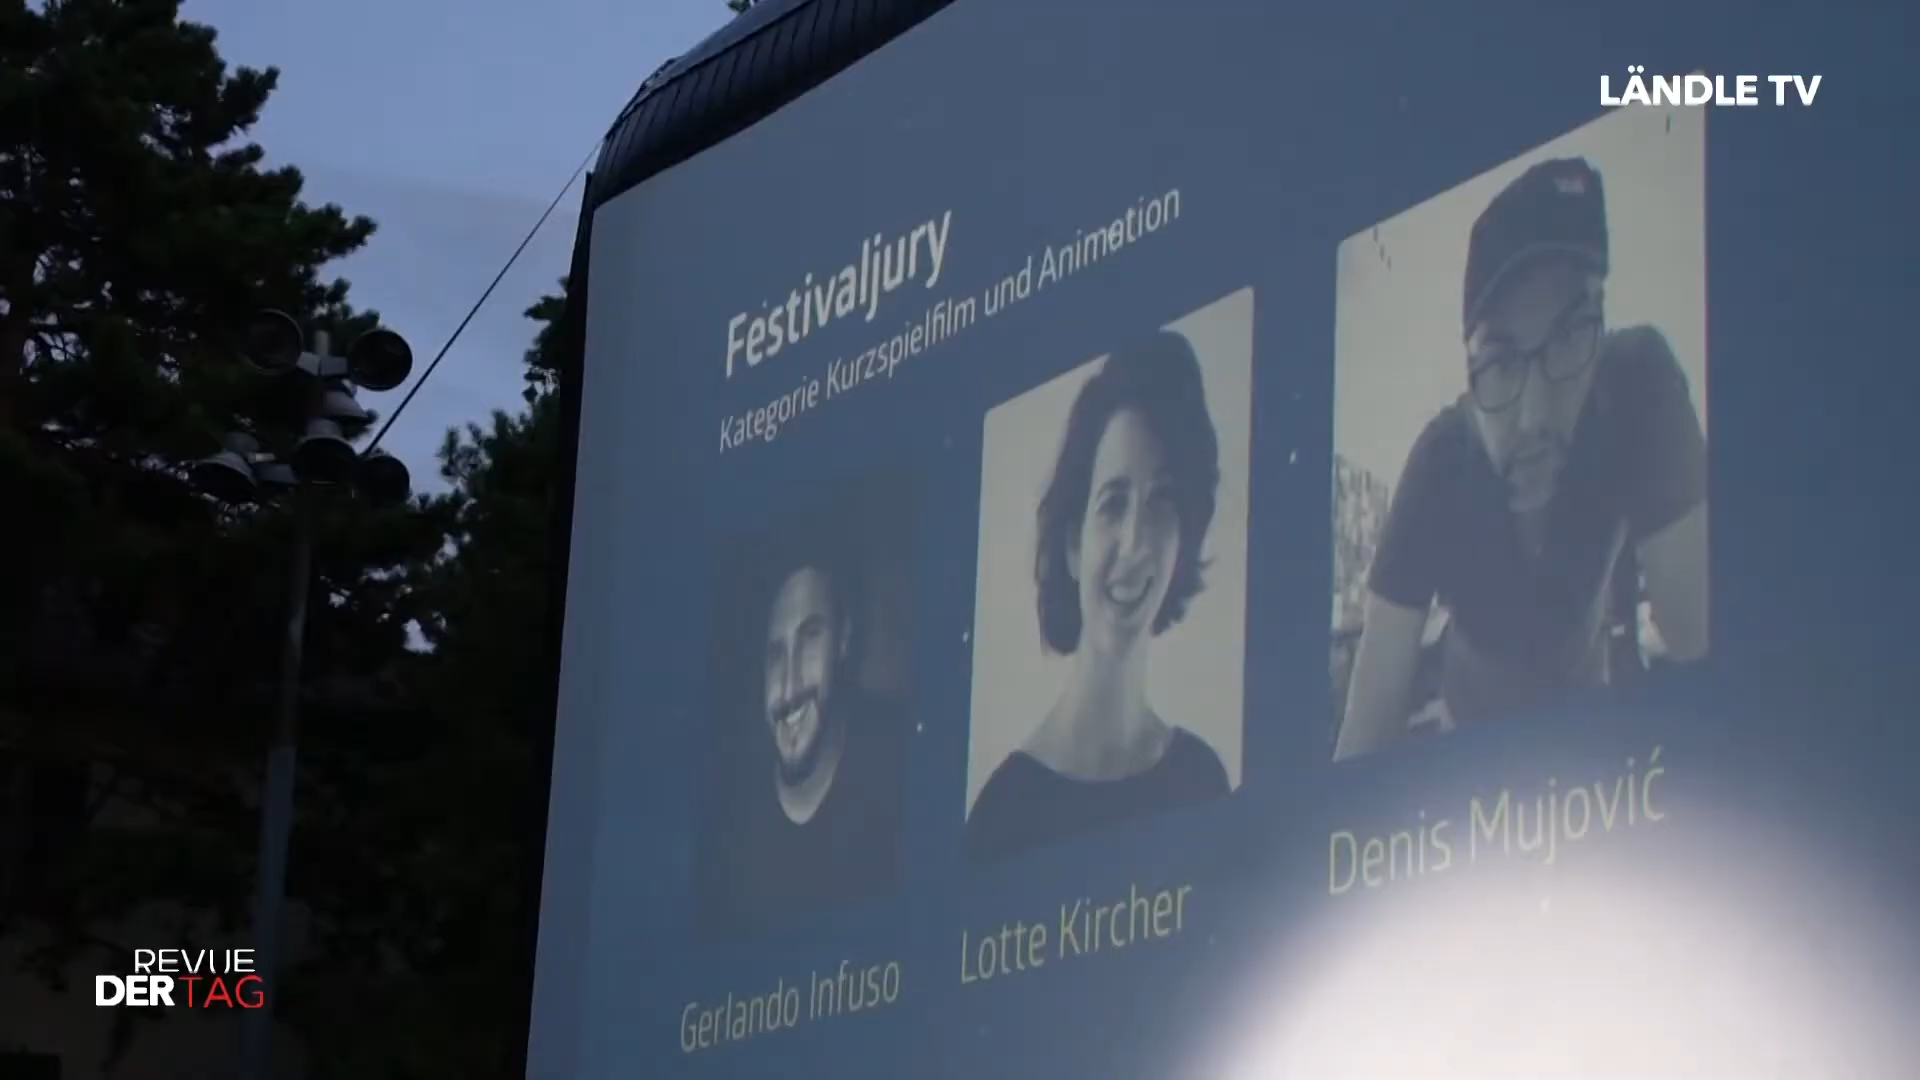 LÄNDLE TV
Festivaljury
Kategorie Kurzspielfilm und Animation
Gerlando Infuso
Lotte Kircher
Denis Mujović
REVUE
DER TAG